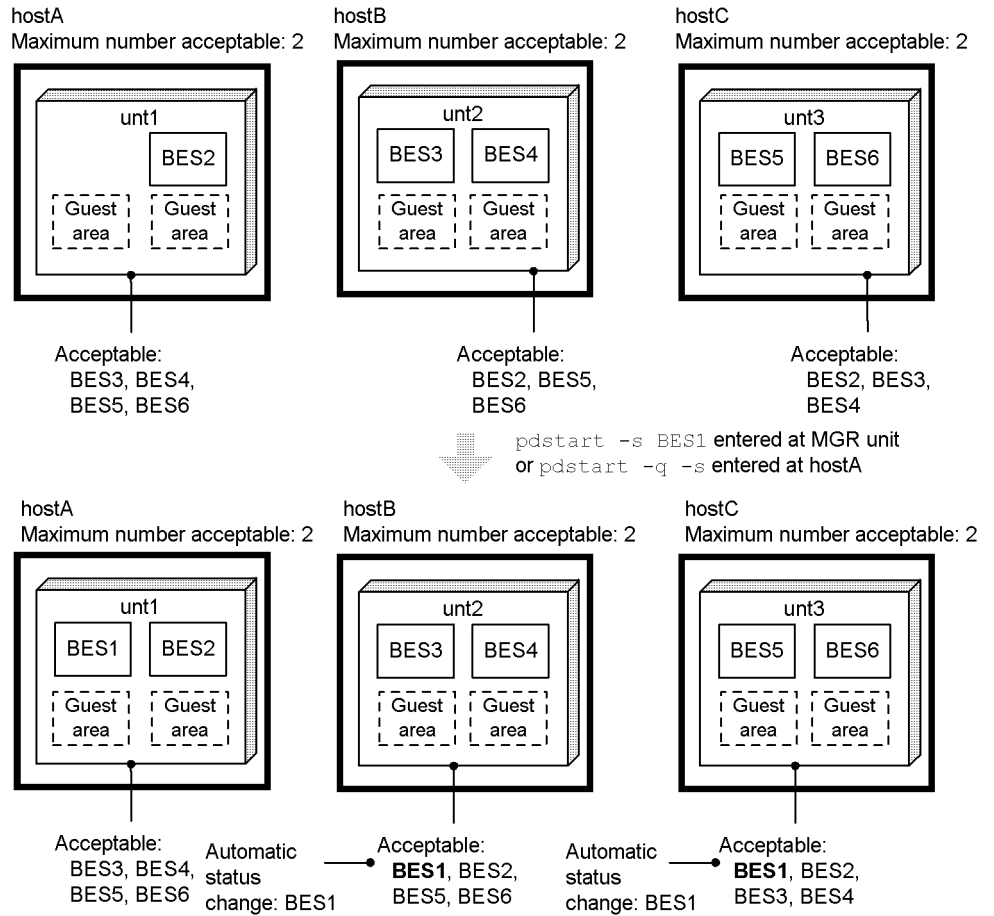 hostA
Maximum number acceptable: 2
hostB
Maximum number acceptable: 2
hostC
Maximum number acceptable: 2
unt1
BES2
Guest area
Guest area
unt2
BES3
BES4
Guest area
Guest area
unt3
BES5
BES6
Guest area
Guest area
Acceptable:
BES3, BES4,
BES5, BES6
Acceptable:
BES2, BES5,
BES6
Acceptable:
BES2, BES3,
BES4
pdstart -s BES1 entered at MGR unit
or pdstart -q -s entered at hostA
hostA
Maximum number acceptable: 2
hostB
Maximum number acceptable: 2
hostC
Maximum number acceptable: 2
unt1
BES1
BES2
Guest area
Guest area
unt2
BES3
BES4
Guest area
Guest area
unt3
BES5
BES6
Guest area
Guest area
Acceptable:
BES3, BES4,
BES5, BES6
Automatic
status
change: BES1
Acceptable:
BES1, BES2,
BES5, BES6
Automatic
status
change: BES1
Acceptable:
BES1, BES2,
BES3, BES4